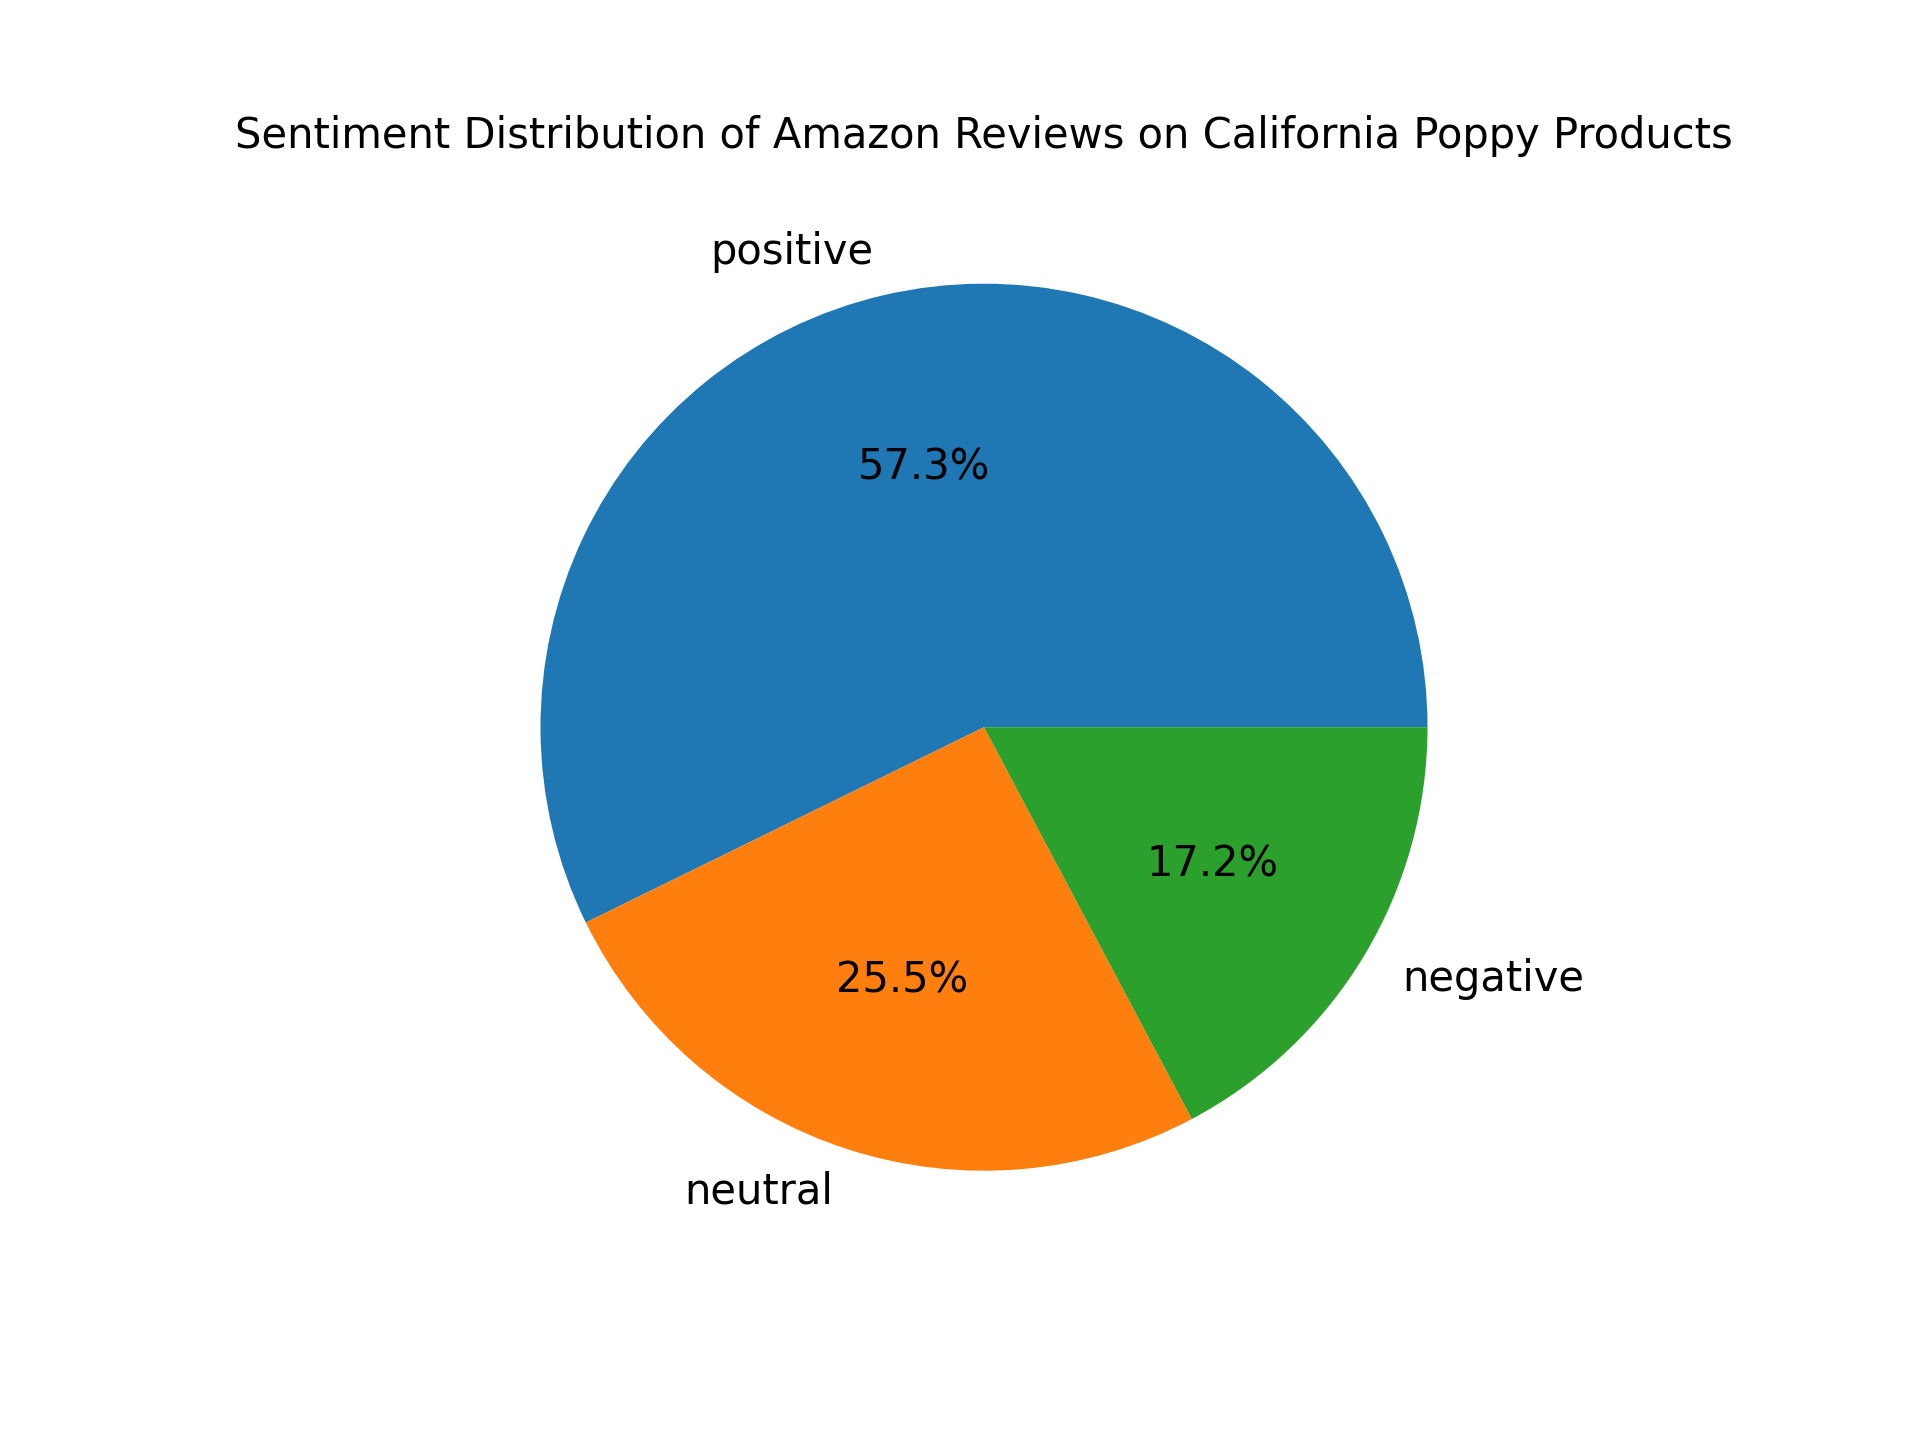 Sentiment Distribution of Amazon Reviews on California Poppy Products
positive
57.3%
17.2%
25.5%
negative
neutral